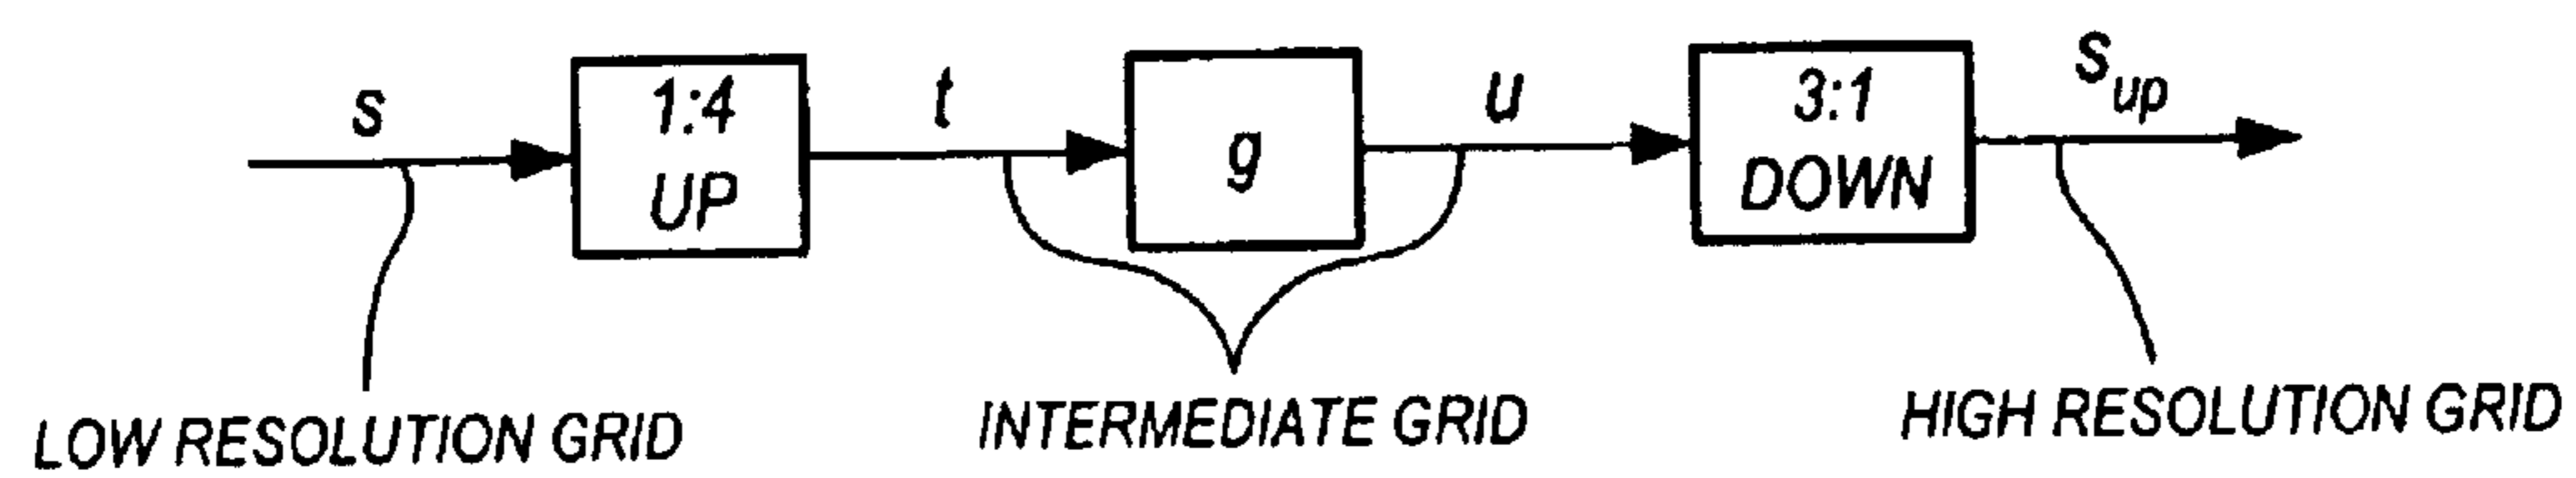 s
1:4
UP
t
g
u
3:1
DOWN
s_up
LOW RESOLUTION GRID
INTERMEDIATE GRID
HIGH RESOLUTION GRID